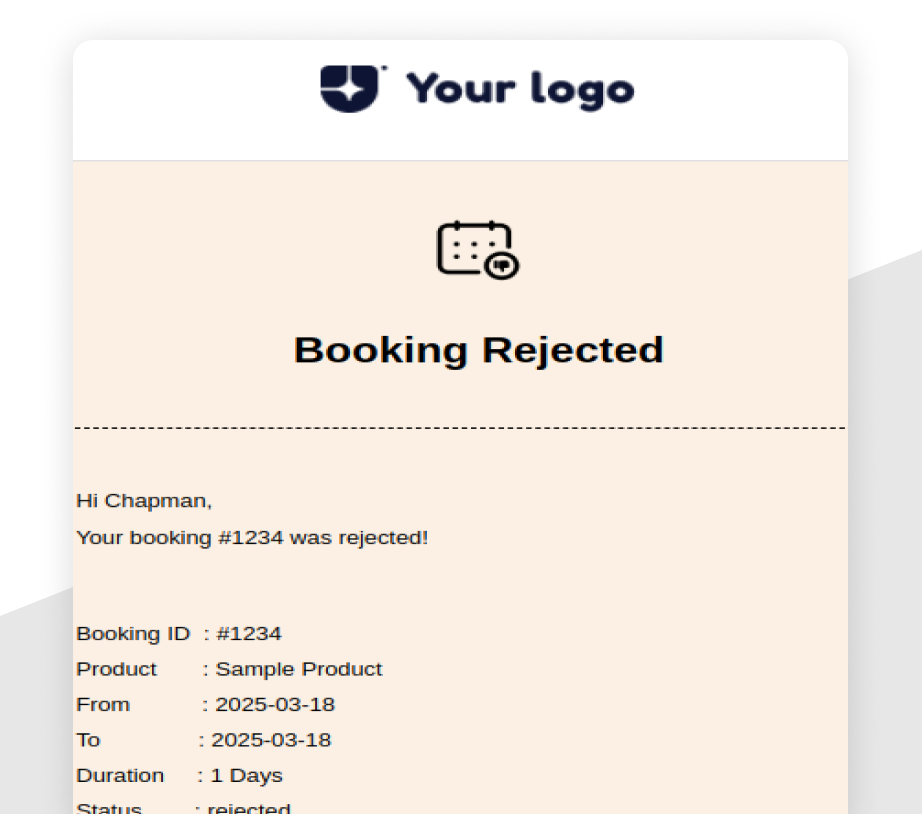 Your logo
Booking Rejected
Hi Chapman,
Your booking #1234 was rejected!
Booking ID : #1234
Product : Sample Product
From : 2025-03-18
To : 2025-03-18
Duration : 1 Days
Status : rejected